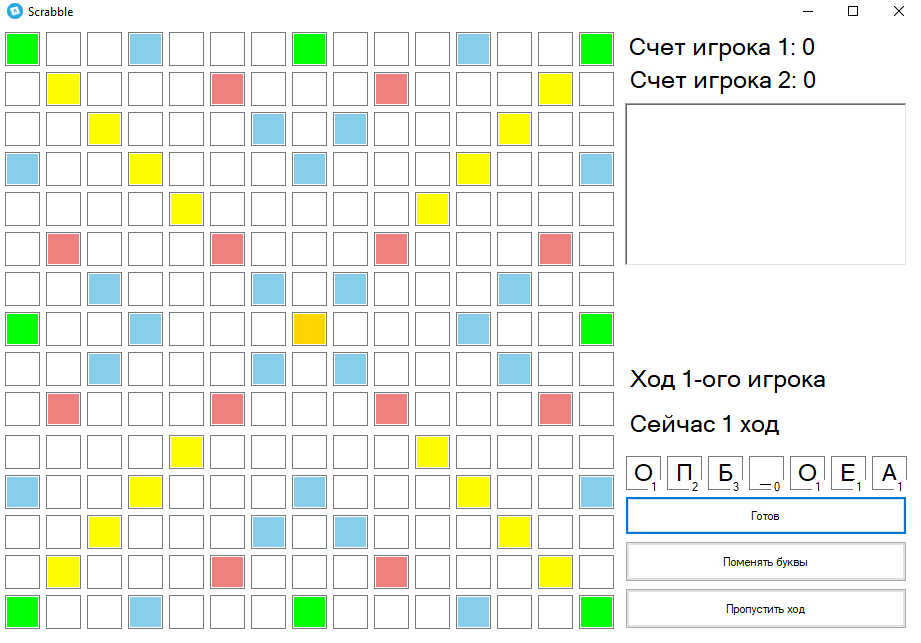 Scrabble
Счет игрока 1: 0
Счет игрока 2: 0
Ход 1-ого игрока
Сейчас 1 ход
О1 П2 Б3 _0 О1 Е1 А1
Готов
Поменять буквы
Пропустить ход